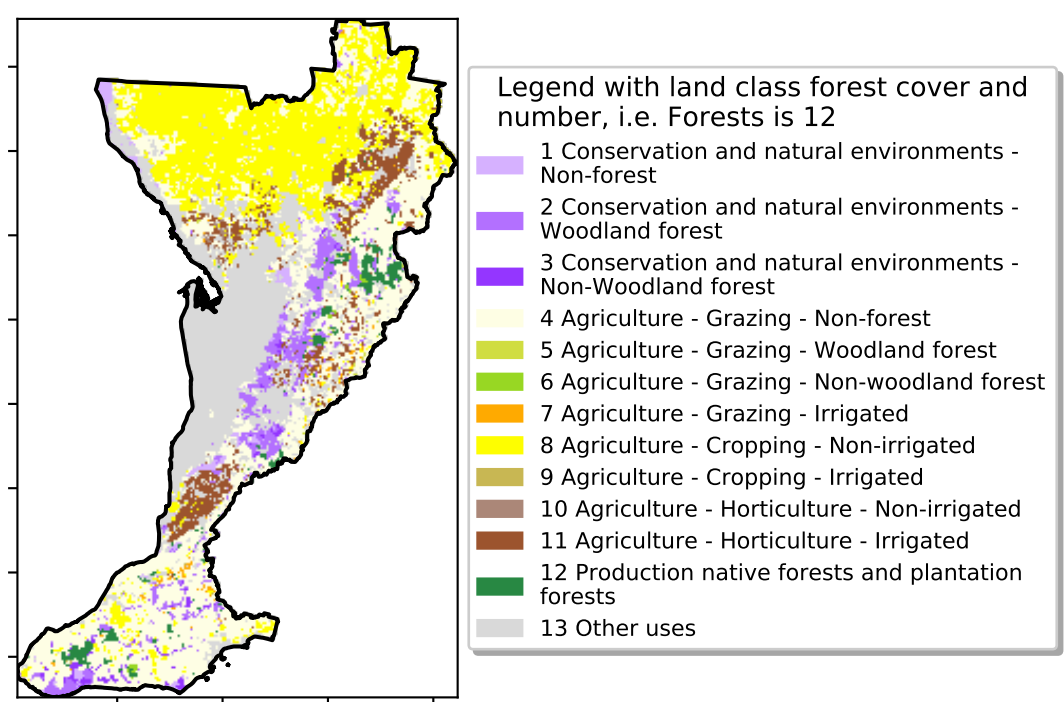 Legend with land class forest cover and
number, i.e. Forests is 12
1 Conservation and natural environments -
Non-forest
2 Conservation and natural environments -
Woodland forest
3 Conservation and natural environments -
Non-Woodland forest
4 Agriculture - Grazing - Non-forest
5 Agriculture - Grazing - Woodland forest
6 Agriculture - Grazing - Non-woodland forest
7 Agriculture - Grazing - Irrigated
8 Agriculture - Cropping - Non-irrigated
9 Agriculture - Cropping - Irrigated
10 Agriculture - Horticulture - Non-irrigated
11 Agriculture - Horticulture - Irrigated
12 Production native forests and plantation
forests
13 Other uses